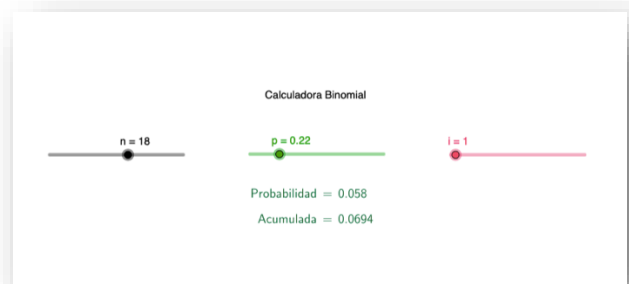 Calculadora Binomial
n = 18
p = 0.22
i = 1
Probabilidad = 0.058
Acumulada = 0.0694